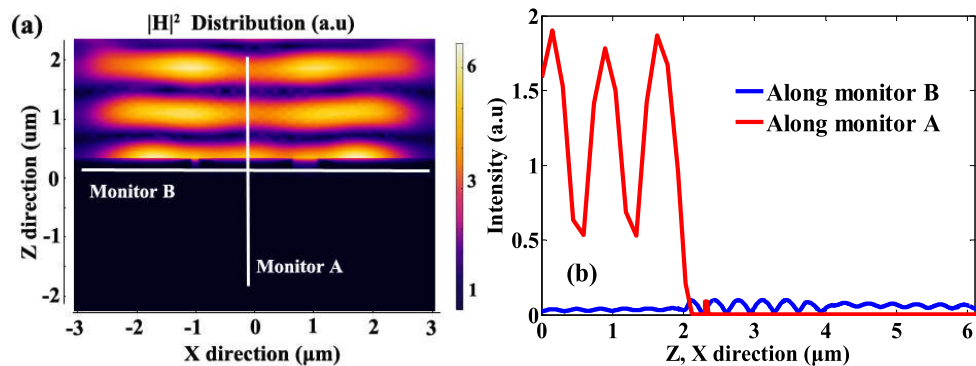 (a)
|H|² Distribution (a.u)
Z direction (um)
2
1
0
-1
-2
Monitor B
Monitor A
-3
-2
-1
0
1
2
3
X direction (μm)
6
3
1
Intensity (a.u)
2
1.5
1
0.5
0
Along monitor B
Along monitor A
(b)
0
1
2
3
4
5
6
Z, X direction (μm)